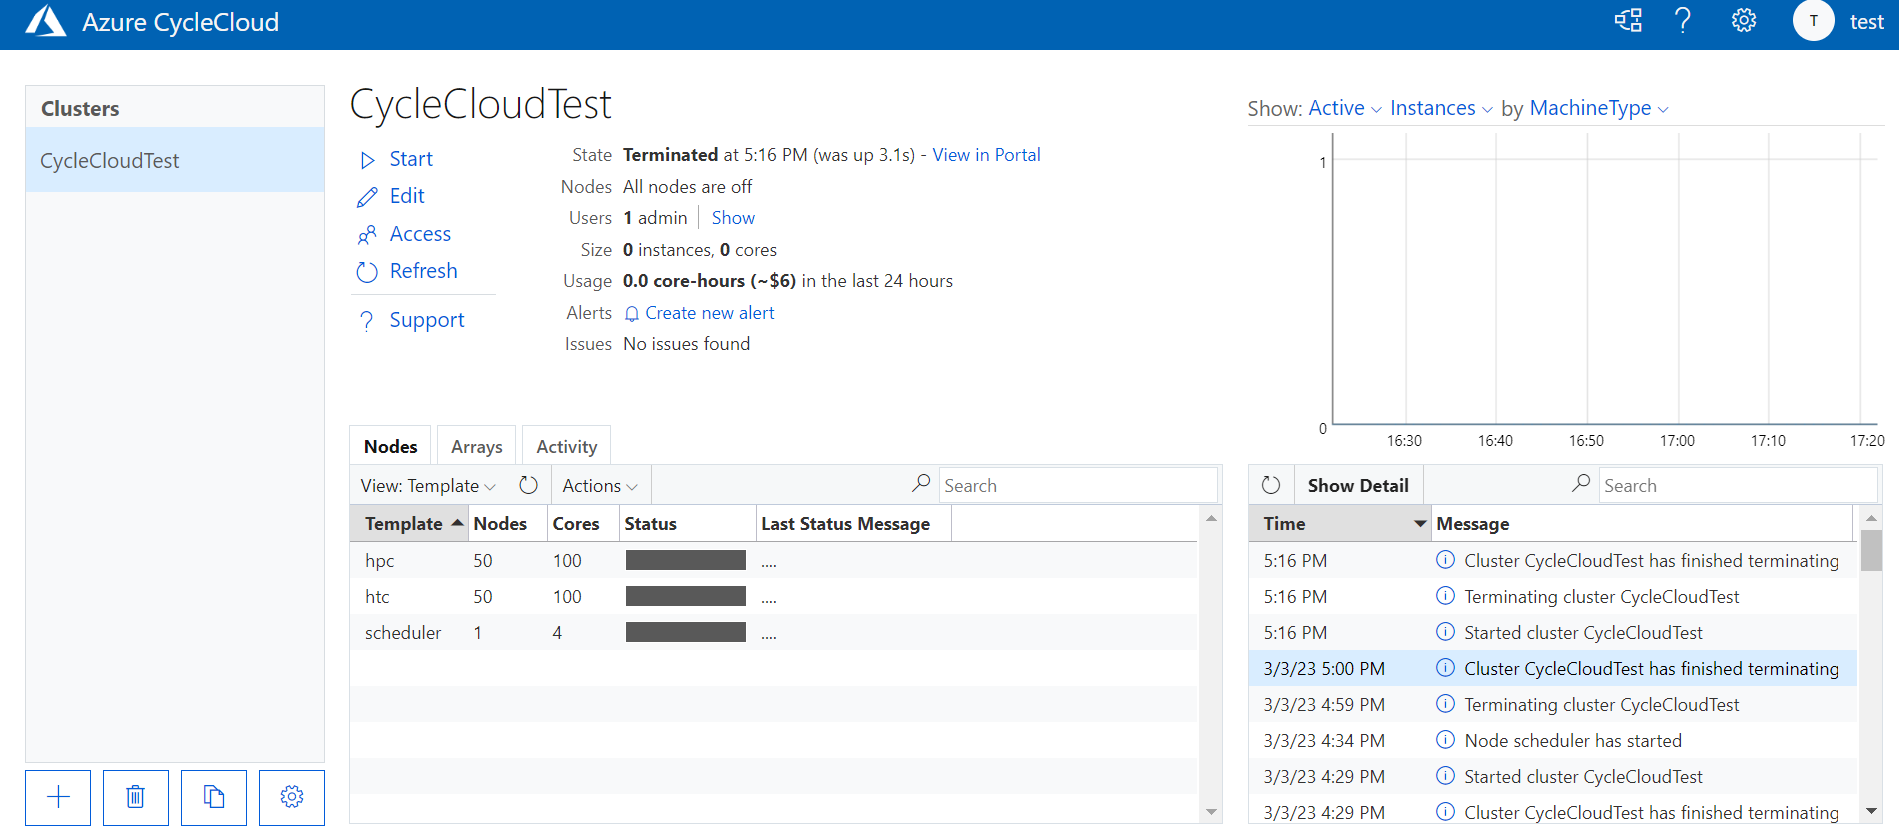 Azure CycleCloud
T test
Clusters
CycleCloudTest
CycleCloudTest
Start
Edit
Access
Refresh
Support
State Terminated at 5:16 PM (was up 3.1s) - View in Portal
Nodes All nodes are off
Users 1 admin Show
Size 0 instances, 0 cores
Usage 0.0 core-hours (~$6) in the last 24 hours
Alerts Create new alert
Issues No issues found
Show: Active Instances by MachineType
1
0
16:30 16:40 16:50 17:00 17:10 17:20
Nodes Arrays Activity
View: Template Actions Search
Template Nodes Cores Status Last Status Message
hpc 50 100 ....
htc 50 100 ....
scheduler 1 4 ....
Show Detail Search
Time Message
5:16 PM Cluster CycleCloudTest has finished terminating
5:16 PM Terminating cluster CycleCloudTest
5:16 PM Started cluster CycleCloudTest
3/3/23 5:00 PM Cluster CycleCloudTest has finished terminating
3/3/23 4:59 PM Terminating cluster CycleCloudTest
3/3/23 4:34 PM Node scheduler has started
3/3/23 4:29 PM Started cluster CycleCloudTest
3/3/23 4:29 PM Cluster CycleCloudTest has finished terminating